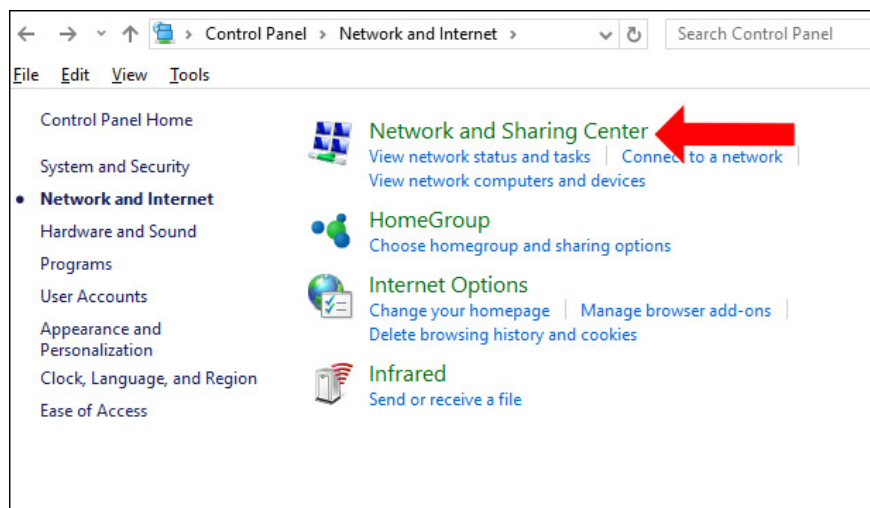 Control Panel > Network and Internet > Search Control Panel
File Edit View Tools
Control Panel Home
System and Security
Network and Internet
Hardware and Sound
Programs
User Accounts
Appearance and
Personalization
Clock, Language, and Region
Ease of Access
Network and Sharing Center
View network status and tasks Connect to a network
View network computers and devices
HomeGroup
Choose homegroup and sharing options
Internet Options
Change your homepage Manage browser add-ons
Delete browsing history and cookies
Infrared
Send or receive a file